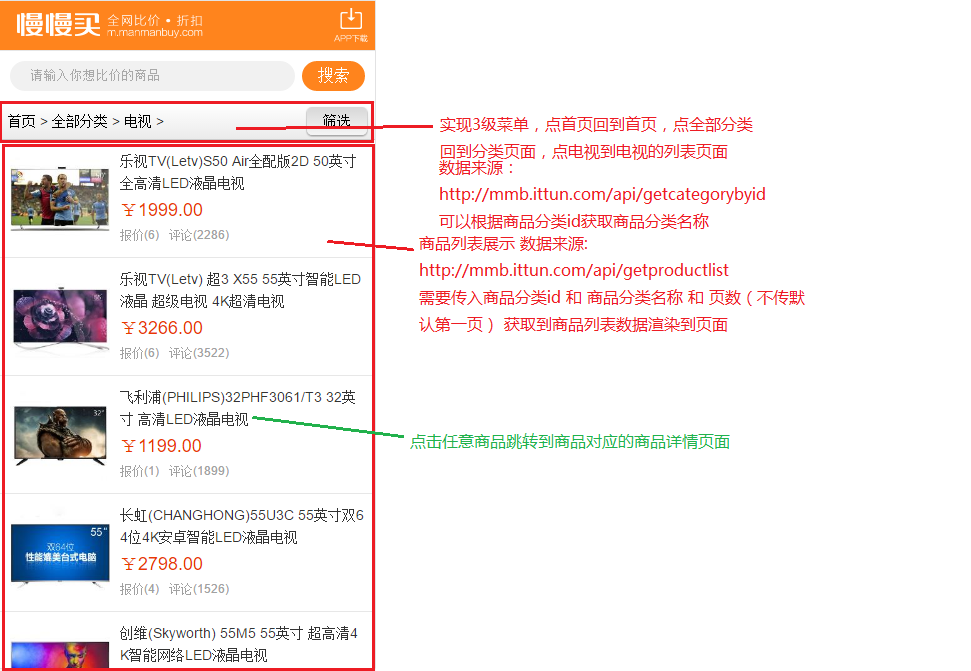 慢慢买 全网比价 • 折扣
m.manmanbuy.com
APP下载
请输入你想比价的商品 搜索
首页 > 全部分类 > 电视 > 筛选
实现3级菜单，点首页回到首页，点全部分类
回到分类页面，点电视到电视的列表页面
数据来源：
http://mmb.ittun.com/api/getcategorybyid
可以根据商品分类id获取商品分类名称
商品列表展示 数据来源:
http://mmb.ittun.com/api/getproductlist
需要传入商品分类id 和 商品分类名称 和 页数（不传默
认第一页） 获取到商品列表数据渲染到页面
乐视TV(Letv)S50 Air全配版2D 50英寸
全高清LED液晶电视
￥1999.00
报价(6) 评论(2286)
乐视TV(Letv) 超3 X55 55英寸智能LED
液晶 超级电视 4K超清电视
￥3266.00
报价(6) 评论(3522)
32"
飞利浦(PHILIPS)32PHF3061/T3 32英
寸 高清LED液晶电视
￥1199.00
报价(1) 评论(1899)
点击任意商品跳转到商品对应的商品详情页面
55"
双64位
性能媲美台式电脑
长虹(CHANGHONG)55U3C 55英寸双6
4位4K安卓智能LED液晶电视
￥2798.00
报价(4) 评论(1526)
创维(Skyworth) 55M5 55英寸 超高清4
K智能网络LED液晶电视